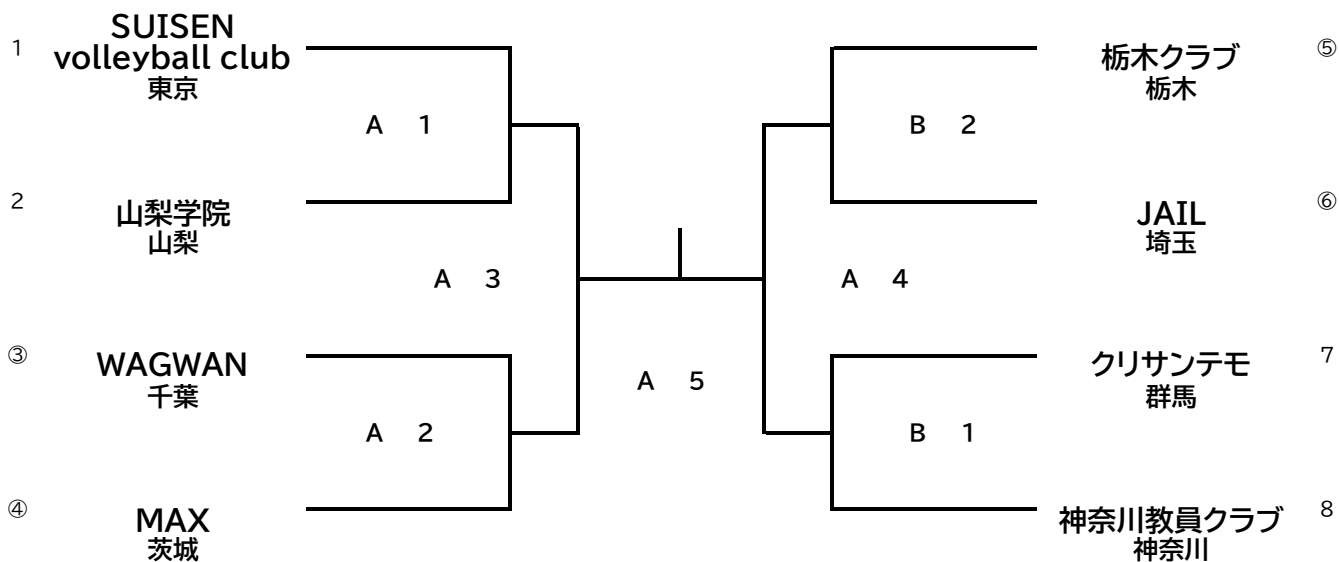 1
SUISEN
volleyball club
東京
A 1
2
山梨学院
山梨
A 3
③
WAGWAN
千葉
A 2
④
MAX
茨城
A 5
⑤
栃木クラブ
栃木
B 2
⑥
JAIL
埼玉
A 4
7
クリサンテモ
群馬
B 1
8
神奈川教員クラブ
神奈川